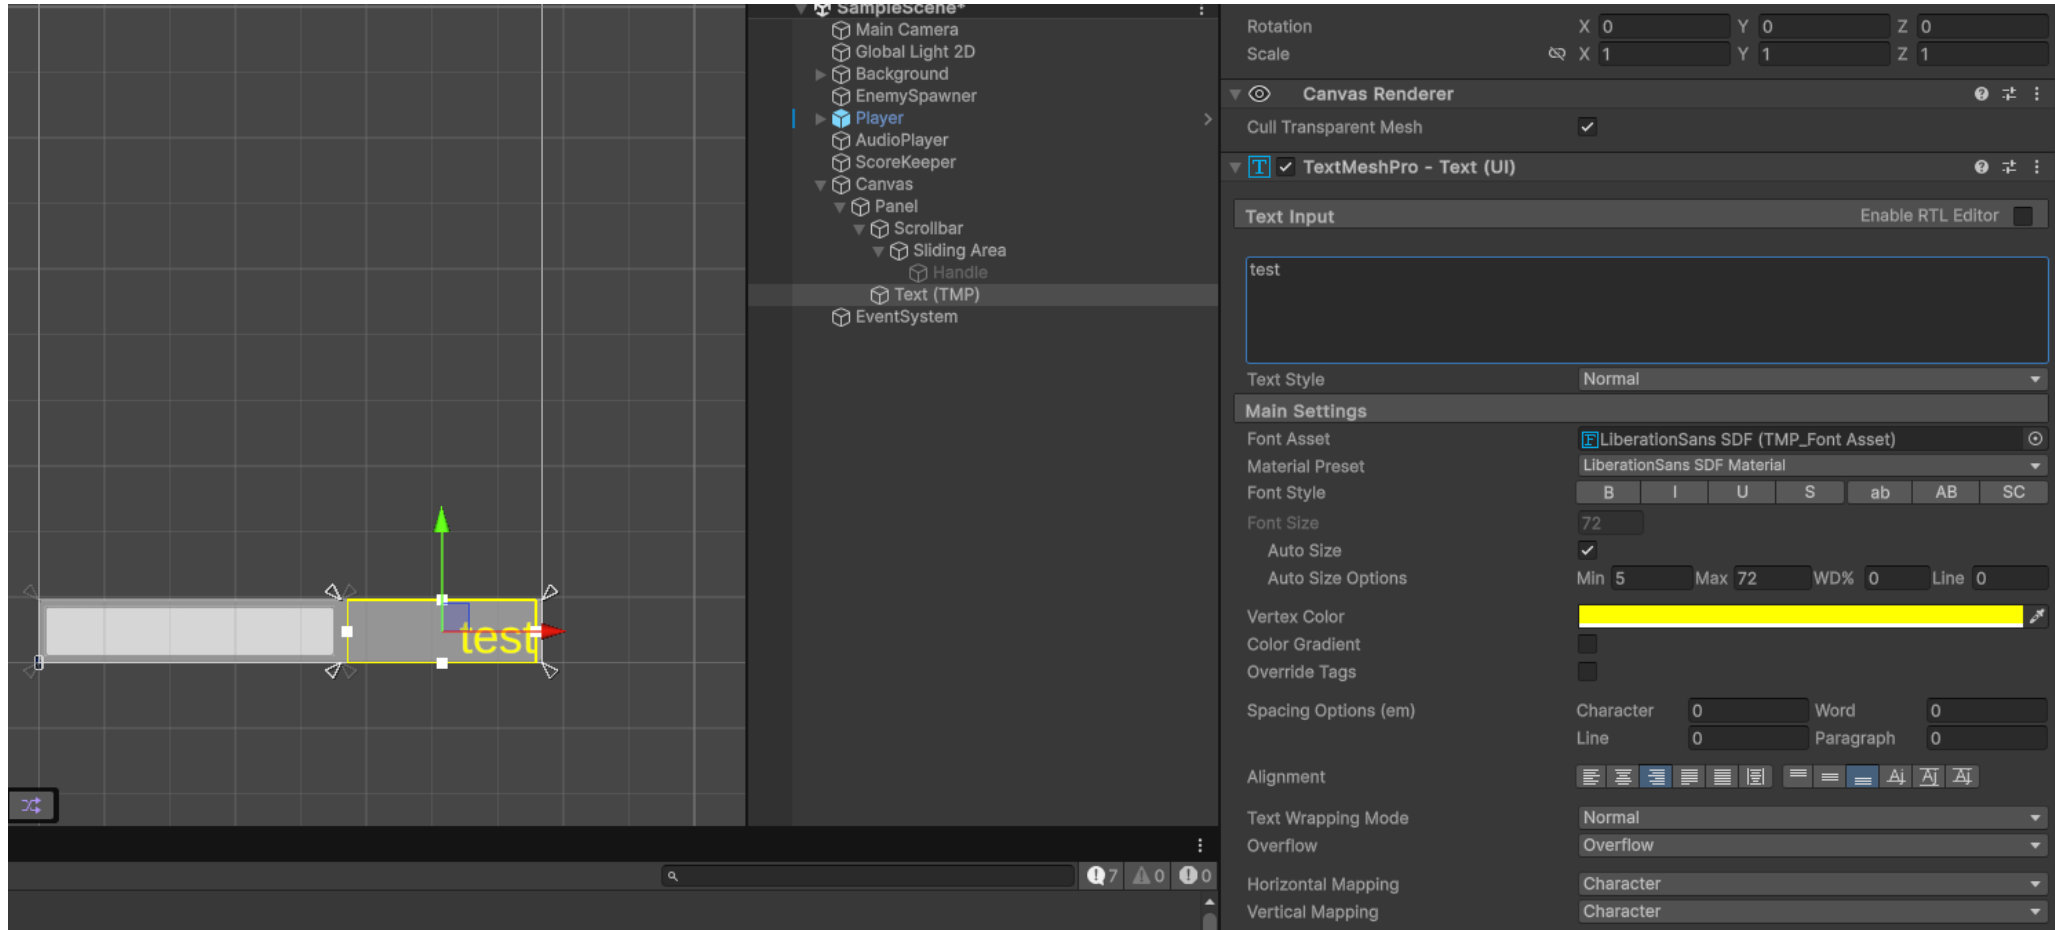 SampleScene*
Main Camera
Global Light 2D
Background
EnemySpawner
Player
AudioPlayer
ScoreKeeper
Canvas
Panel
Scrollbar
Sliding Area
Handle
Text (TMP)
EventSystem
test
7 0 0
Rotation X 0 Y 0 Z 0
Scale X 1 Y 1 Z 1
Canvas Renderer
Cull Transparent Mesh
TextMeshPro - Text (UI)
Text Input Enable RTL Editor
test
Text Style Normal
Main Settings
Font Asset LiberationSans SDF (TMP_Font Asset)
Material Preset LiberationSans SDF Material
Font Style B I U S ab AB SC
Font Size 72
Auto Size
Auto Size Options Min 5 Max 72 WD% 0 Line 0
Vertex Color
Color Gradient
Override Tags
Spacing Options (em) Character 0 Word 0
Line 0 Paragraph 0
Alignment
Text Wrapping Mode Normal
Overflow Overflow
Horizontal Mapping Character
Vertical Mapping Character